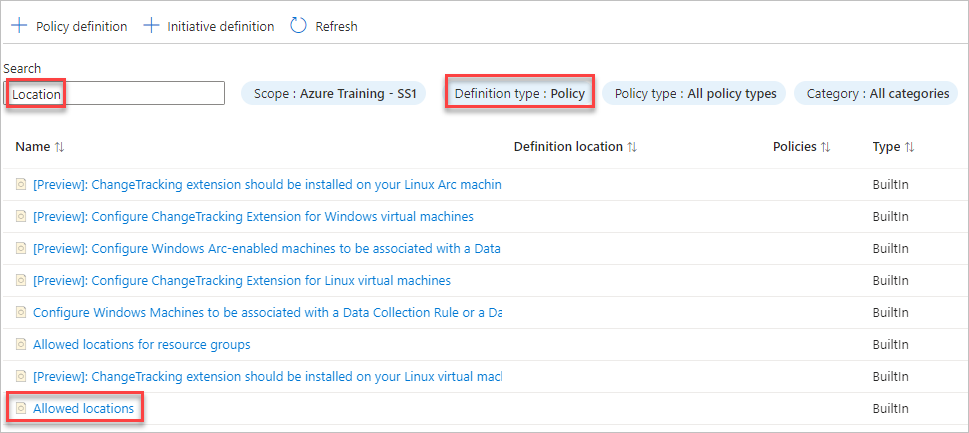 Policy definition Initiative definition Refresh
Search
Location Scope : Azure Training - SS1 Definition type : Policy Policy type : All policy types Category : All categories
Name Definition location Policies Type
[Preview]: ChangeTracking extension should be installed on your Linux Arc machin BuiltIn
[Preview]: Configure ChangeTracking Extension for Windows virtual machines BuiltIn
[Preview]: Configure Windows Arc-enabled machines to be associated with a Data BuiltIn
[Preview]: Configure ChangeTracking Extension for Linux virtual machines BuiltIn
Configure Windows Machines to be associated with a Data Collection Rule or a Da BuiltIn
Allowed locations for resource groups BuiltIn
[Preview]: ChangeTracking extension should be installed on your Linux virtual mac BuiltIn
Allowed locations BuiltIn